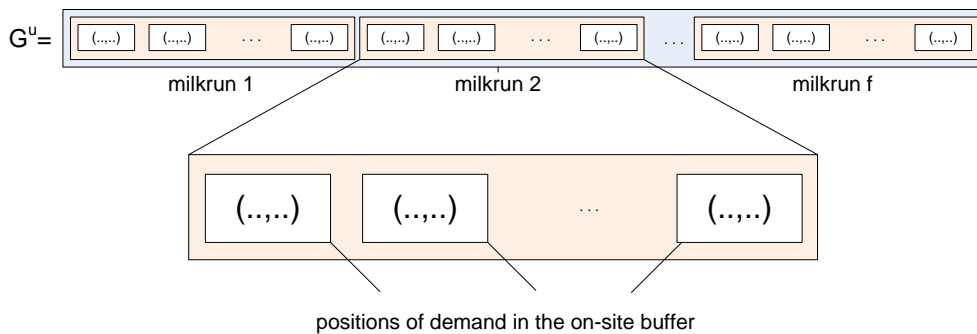 G^u=
(..,..) (..,..) . . . (..,..) (..,..) (..,..) . . . (..,..) . . . (..,..) (..,..) . . . (..,..)
milkrun 1 milkrun 2 milkrun f
(..,..) (..,..) . . . (..,..)
positions of demand in the on-site buffer